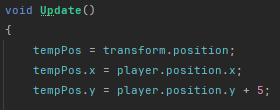 void Update()
{
tempPos = transform.position;
tempPos.x = player.position.x;
tempPos.y = player.position.y + 5;